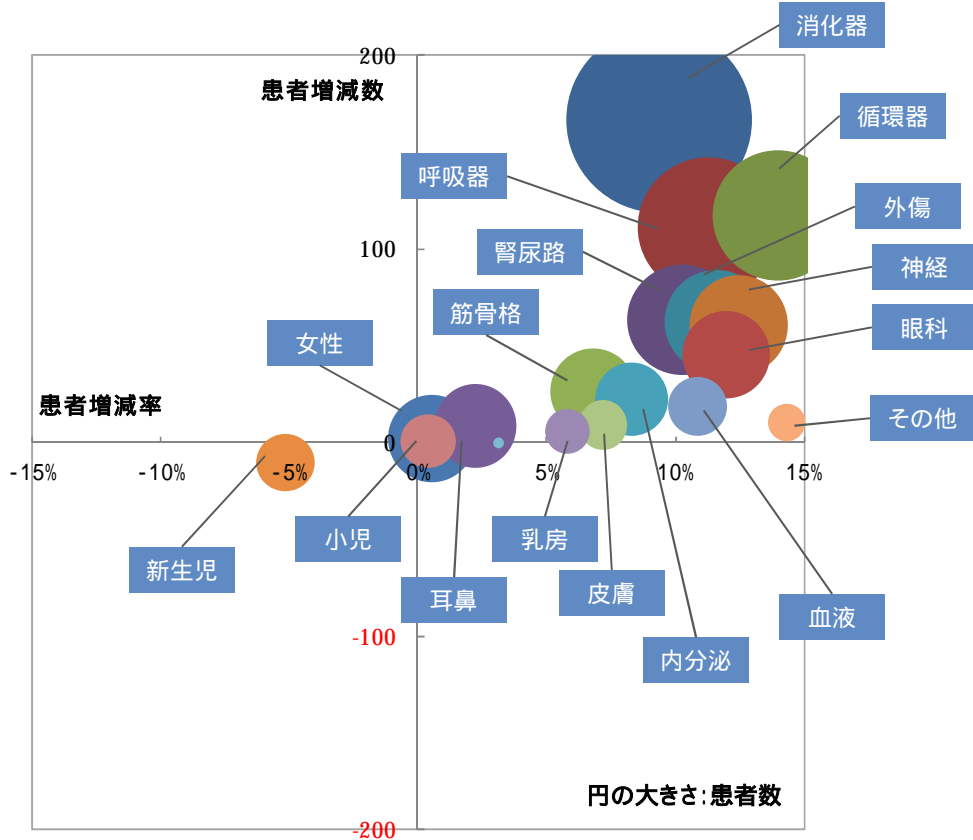 消化器
200
患者増減数
循環器
呼吸器
外傷
腎尿路
100
神経
筋骨格
眼科
女性
患者増減率
その他
0
-15%
-10%
-5%
0%
5%
10%
15%
小児
乳房
新生児
耳鼻
皮膚
血液
-100
内分泌
円の大きさ:患者数
-200